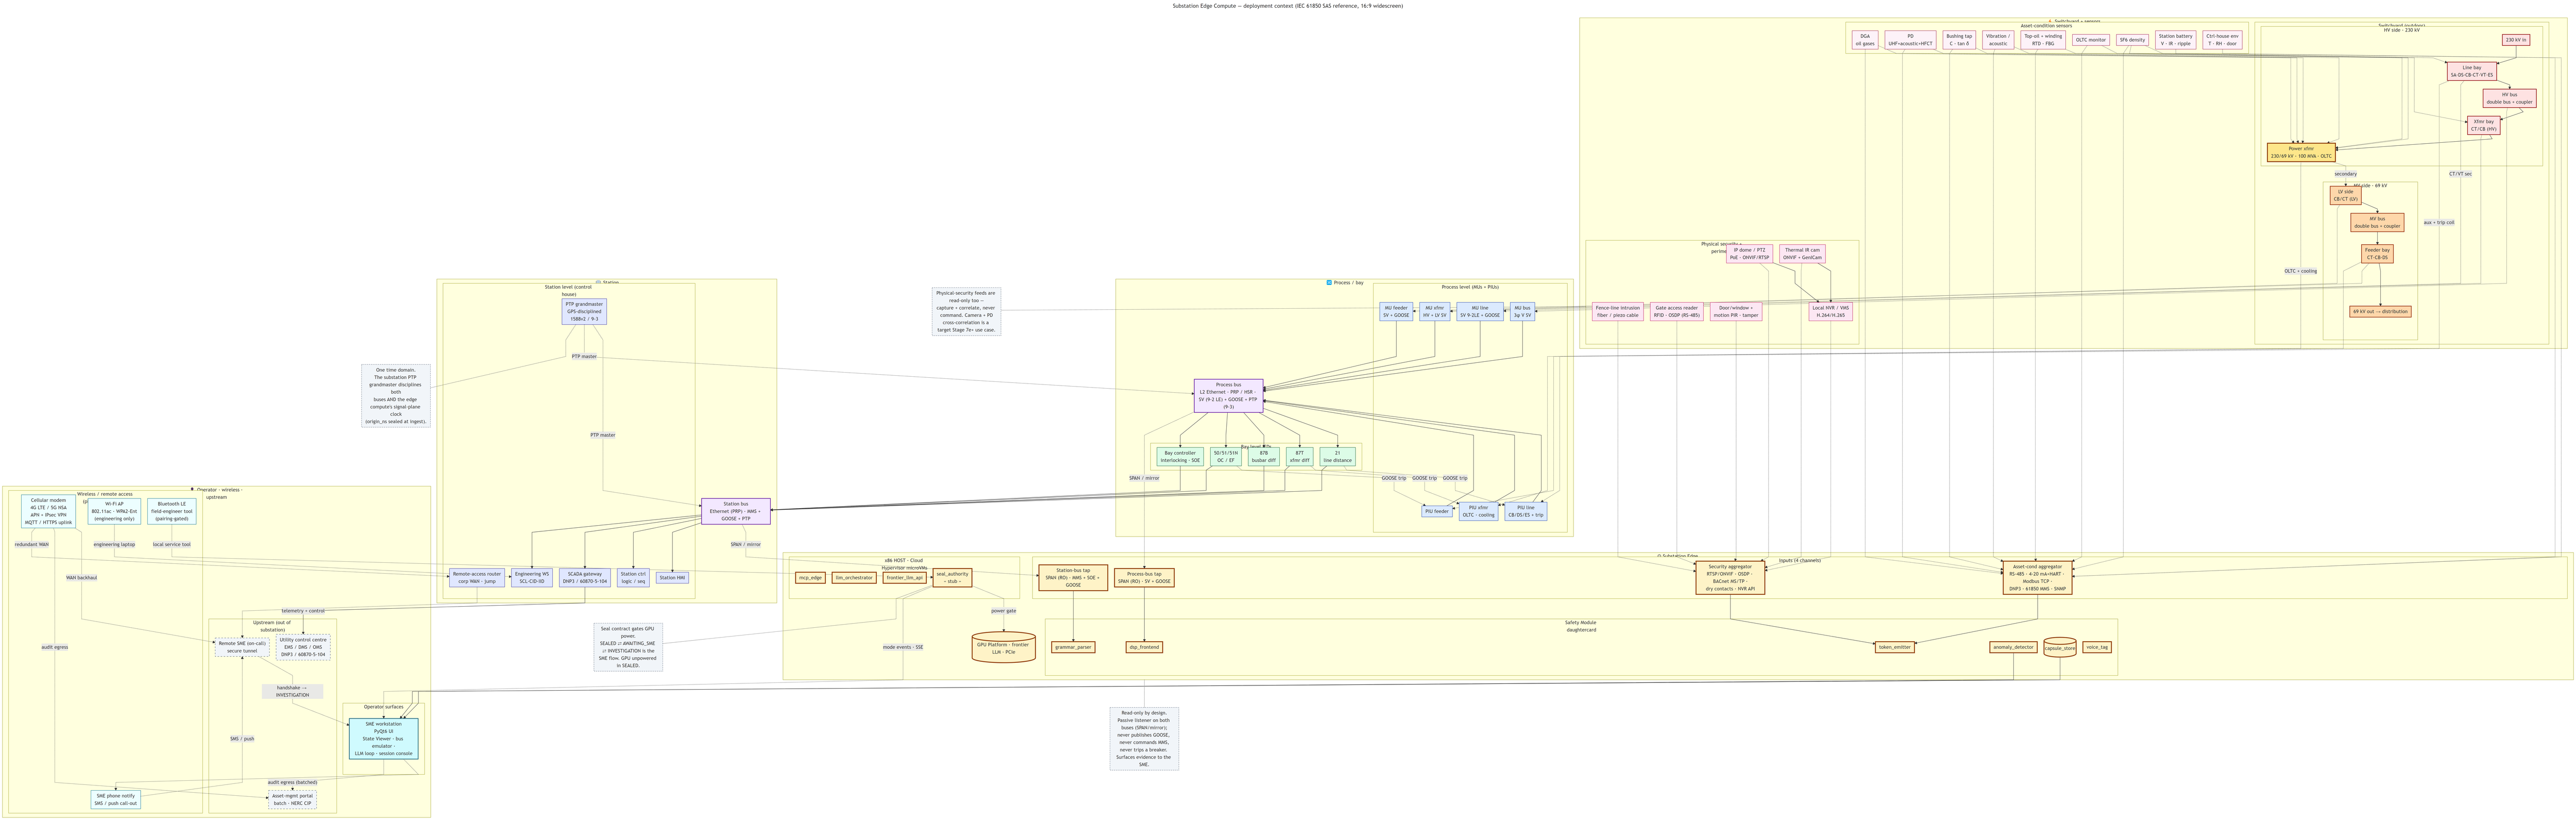 Substation Edge Compute — deployment context (IEC 61850 SAS reference, 16:9 widescreen)
Asset-condition sensors
DGA
oil gases
PD
UHF+acoustic+HFCT
Bushing tap
C · tan δ
Vibration /
acoustic
Top-oil + winding
RTD · FBG
OLTC monitor
SF6 density
Station battery
V · IR · ripple
Ctrl-house env
T · RH · door
HV side · 230 kV
230 kV in
Line bay
SA-DS-CB-CT-VT-ES
HV bus
double bus + coupler
Xfmr bay
CT/CB (HV)
Power xfmr
230/69 kV · 100 MVA · OLTC
secondary
CT/VT sec
LV side
CB/CT (LV)
MV bus
double bus + coupler
aux + trip coil
Feeder bay
CT-CB-DS
OLTC + cooling
69 kV out → distribution
IP dome / PTZ
PoE · ONVIF/RTSP
Thermal IR cam
ONVIF + GenICam
Fence-line intrusion
fiber / piezo cable
Gate access reader
RFID · OSDP (RS-485)
Door/window +
motion PIR · tamper
Local NVR / VMS
H.264/H.265
Process / bay
Process level (MUs + PIUs)
MU feeder
SV + GOOSE
MU xfmr
HV + LV SV
MU line
SV 9-2LE + GOOSE
MU bus
3φ V SV
Physical-security feeds are
read-only too —
capture + correlate, never
command. Camera + PD
cross-correlation is a
target Stage 7e+ use case.
Process bus
L2 Ethernet · PRP / HSR ·
SV (9-2 LE) + GOOSE + PTP
(9-3)
Bay controller
interlocking · SOE
50/51/51N
OC / EF
87B
busbar diff
87T
xfmr diff
21
line distance
SPAN / mirror
GOOSE trip
GOOSE trip
GOOSE trip
PIU feeder
PIU xfmr
OLTC · cooling
PIU line
CB/DS/ES + trip
Station level (control
house)
PTP grandmaster
GPS-disciplined
1588v2 / 9-3
PTP master
PTP master
One time domain.
The substation PTP
grandmaster disciplines
both
buses AND the edge
compute's signal-plane
clock
(origin_ns sealed at ingest).
Station bus
Ethernet (PRP) · MMS +
GOOSE + PTP
SPAN / mirror
Remote-access router
corp WAN · jump
Engineering WS
SCL·CID·IID
SCADA gateway
DNP3 / 60870-5-104
Station ctrl
logic / seq
Station HMI
Operator · wireless ·
upstream
Wireless / remote access
Cellular modem
4G LTE / 5G NSA
APN + IPsec VPN
MQTT / HTTPS uplink
Wi-Fi AP
802.11ac · WPA2-Ent
(engineering only)
Bluetooth LE
field-engineer tool
(pairing-gated)
redundant WAN
engineering laptop
local service tool
WAN backhaul
telemetry + control
Upstream (out of
substation)
Remote SME (on-call)
secure tunnel
Utility control centre
EMS / DMS / OMS
DNP3 / 60870-5-104
audit egress
handshake →
INVESTIGATION
Operator surfaces
SME workstation
PyQt6 UI
State Viewer · bus
emulator ·
LLM loop · session console
SMS / push
audit egress (batched)
SME phone notify
SMS / push call-out
Asset-mgmt portal
batch · NERC CIP
x86 HOST · Cloud
Hypervisor microVMs
mcp_edge
llm_orchestrator
frontier_llm_api
seal_authority
— stub —
power gate
GPU Platform · frontier
LLM · PCIe
mode events · SSE
Seal contract gates GPU
power.
SEALED ⇄ AWAITING_SME
⇄ INVESTIGATION is the
SME flow. GPU unpowered
in SEALED.
Inputs (4 channels)
Station-bus tap
SPAN (RO) · MMS + SOE +
GOOSE
Process-bus tap
SPAN (RO) · SV + GOOSE
Security aggregator
RTSP/ONVIF · OSDP ·
BACnet MS/TP ·
dry contacts · NVR API
Asset-cond aggregator
RS-485 · 4-20 mA+HART ·
Modbus TCP ·
DNP3 · 61850 MMS · SNMP
Safety Module
daughtercard
grammar_parser
dsp_frontend
token_emitter
anomaly_detector
capsule_store
voice_tag
Read-only by design.
Passive listener on both
buses (SPAN/mirror);
never publishes GOOSE,
never commands MMS,
never trips a breaker.
Surfaces evidence to the
SME.